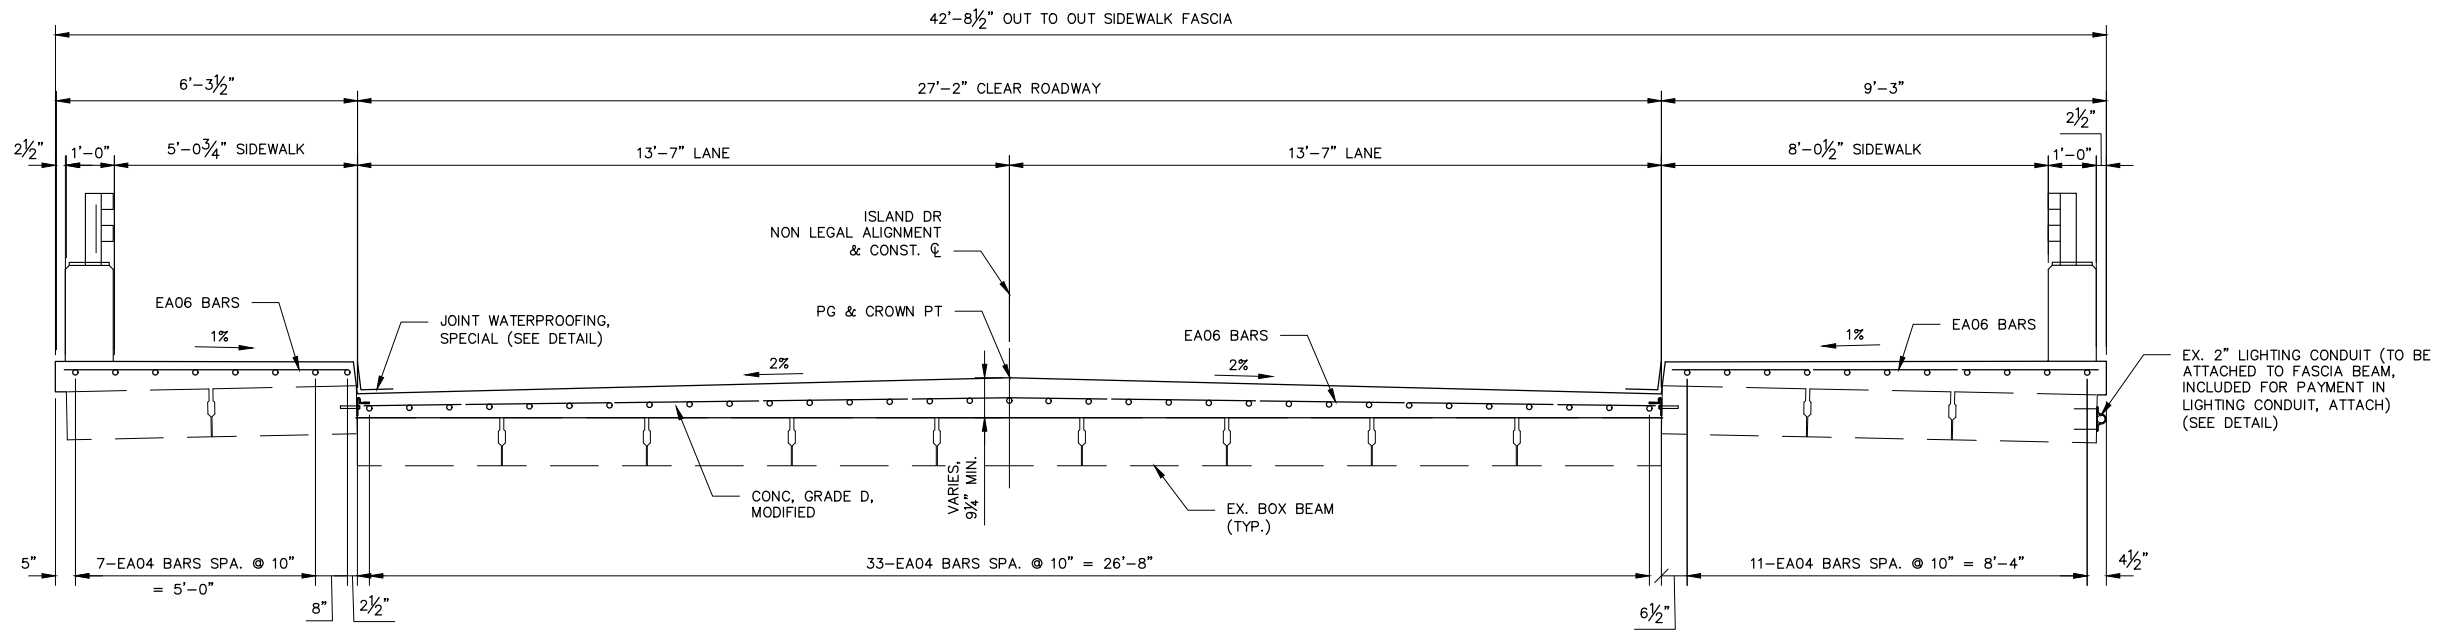 42'-8½" OUT TO OUT SIDEWALK FASCIA
6'-3½"
27'-2" CLEAR ROADWAY
9'-3"
2½"
1'-0"
5'-0¾" SIDEWALK
13'-7" LANE
13'-7" LANE
8'-0½" SIDEWALK
1'-0"
2½"
ISLAND DR
NON LEGAL ALIGNMENT
& CONST. ℄
EA06 BARS
1%
JOINT WATERPROOFING,
SPECIAL (SEE DETAIL)
PG & CROWN PT
2%
2%
EA06 BARS
1%
EA06 BARS
EX. 2" LIGHTING CONDUIT (TO BE
ATTACHED TO FASCIA BEAM,
INCLUDED FOR PAYMENT IN
LIGHTING CONDUIT, ATTACH)
(SEE DETAIL)
CONC, GRADE D,
MODIFIED
VARIES,
9¼" MIN.
EX. BOX BEAM
(TYP.)
5"
7-EA04 BARS SPA. @ 10"
= 5'-0"
8"
2½"
33-EA04 BARS SPA. @ 10" = 26'-8"
6½"
11-EA04 BARS SPA. @ 10" = 8'-4"
4½"